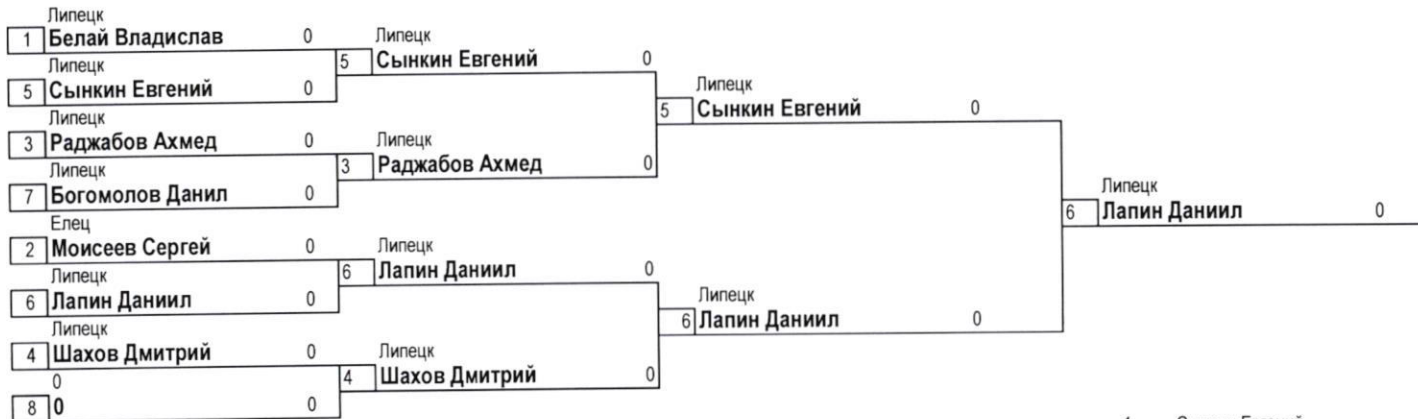 Липецк
1 Белай Владислав 0
Липецк
5 Сынкин Евгений 0
Липецк
3 Раджабов Ахмед 0
Липецк
7 Богомолов Данил 0
Елец
2 Моисеев Сергей 0
Липецк
6 Лапин Даниил 0
Липецк
4 Шахов Дмитрий 0
0
8 0 0
Липецк
5 Сынкин Евгений 0
Липецк
3 Раджабов Ахмед 0
Липецк
6 Лапин Даниил 0
Липецк
4 Шахов Дмитрий 0
Липецк
5 Сынкин Евгений 0
Липецк
6 Лапин Даниил 0
Липецк
6 Лапин Даниил 0